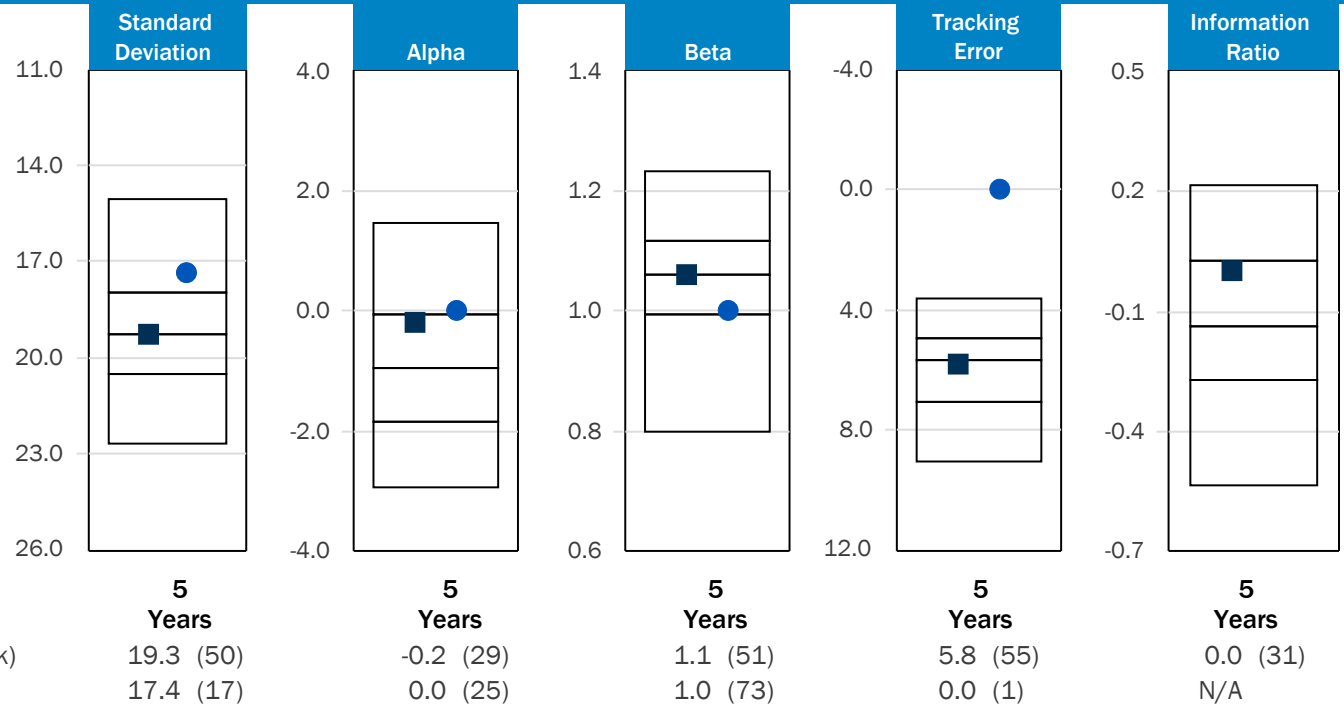 Standard Deviation
Alpha
Beta
Tracking Error
Information Ratio
11.0
14.0
17.0
20.0
23.0
26.0
4.0
2.0
0.0
-2.0
-4.0
1.4
1.2
1.0
0.8
0.6
-4.0
0.0
4.0
8.0
12.0
0.5
0.2
-0.1
-0.4
-0.7
5 Years
5 Years
5 Years
5 Years
5 Years
k) 19.3 (50) -0.2 (29) 1.1 (51) 5.8 (55) 0.0 (31)
17.4 (17) 0.0 (25) 1.0 (73) 0.0 (1) N/A